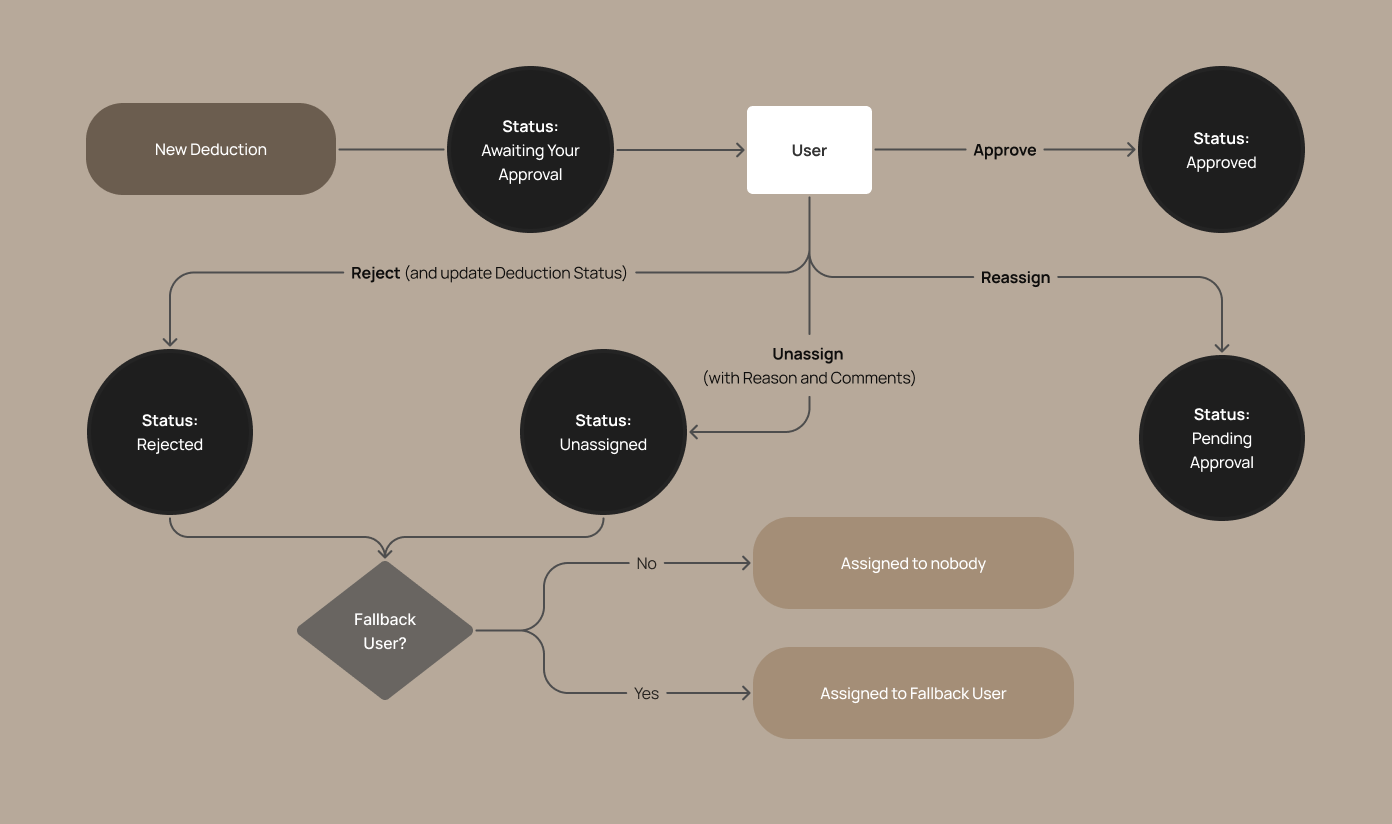 New Deduction
Status:
Awaiting Your
Approval
User
Approve
Status:
Approved
Reject (and update Deduction Status)
Reassign
Unassign
(with Reason and Comments)
Status:
Rejected
Status:
Unassigned
Status:
Pending
Approval
Fallback
User?
No
Assigned to nobody
Yes
Assigned to Fallback User